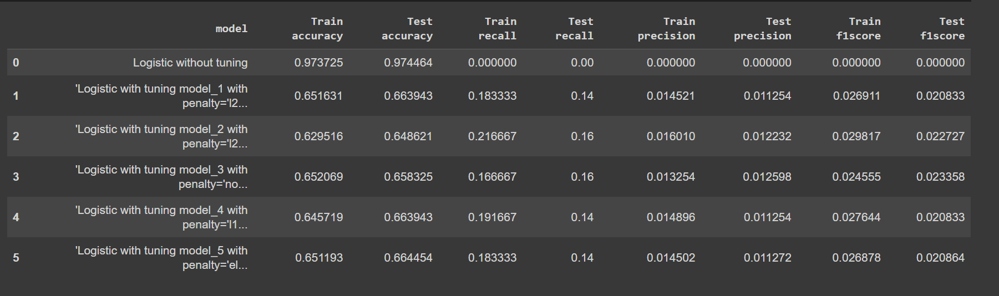 model Train accuracy Test accuracy Train recall Test recall Train precision Test precision Train f1score Test f1score
0 Logistic without tuning 0.973725 0.974464 0.000000 0.00 0.000000 0.000000 0.000000 0.000000
1 'Logistic with tuning model_1 with penalty='l2... 0.651631 0.663943 0.183333 0.14 0.014521 0.011254 0.026911 0.020833
2 'Logistic with tuning model_2 with penalty='l2... 0.629516 0.648621 0.216667 0.16 0.016010 0.012232 0.029817 0.022727
3 'Logistic with tuning model_3 with penalty='no... 0.652069 0.658325 0.166667 0.16 0.013254 0.012598 0.024555 0.023358
4 'Logistic with tuning model_4 with penalty='l1... 0.645719 0.663943 0.191667 0.14 0.014896 0.011254 0.027644 0.020833
5 'Logistic with tuning model_5 with penalty='el... 0.651193 0.664454 0.183333 0.14 0.014502 0.011272 0.026878 0.020864